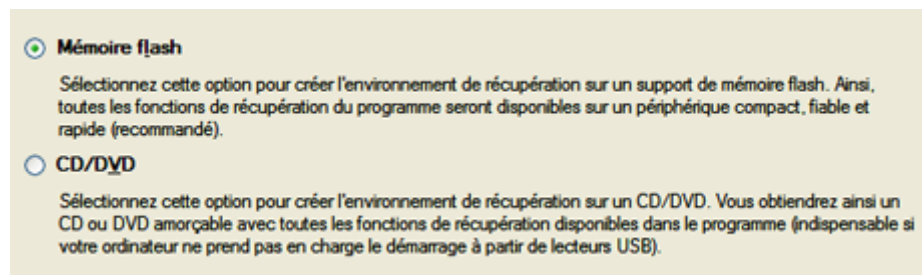 Mémoire flash
Sélectionnez cette option pour créer l'environnement de récupération sur un support de mémoire flash. Ainsi,
toutes les fonctions de récupération du programme seront disponibles sur un périphérique compact, fiable et
rapide (recommandé).
CD/DVD
Sélectionnez cette option pour créer l'environnement de récupération sur un CD/DVD. Vous obtiendrez ainsi un
CD ou DVD amorçable avec toutes les fonctions de récupération disponibles dans le programme (indispensable si
votre ordinateur ne prend pas en charge le démarrage à partir de lecteurs USB).